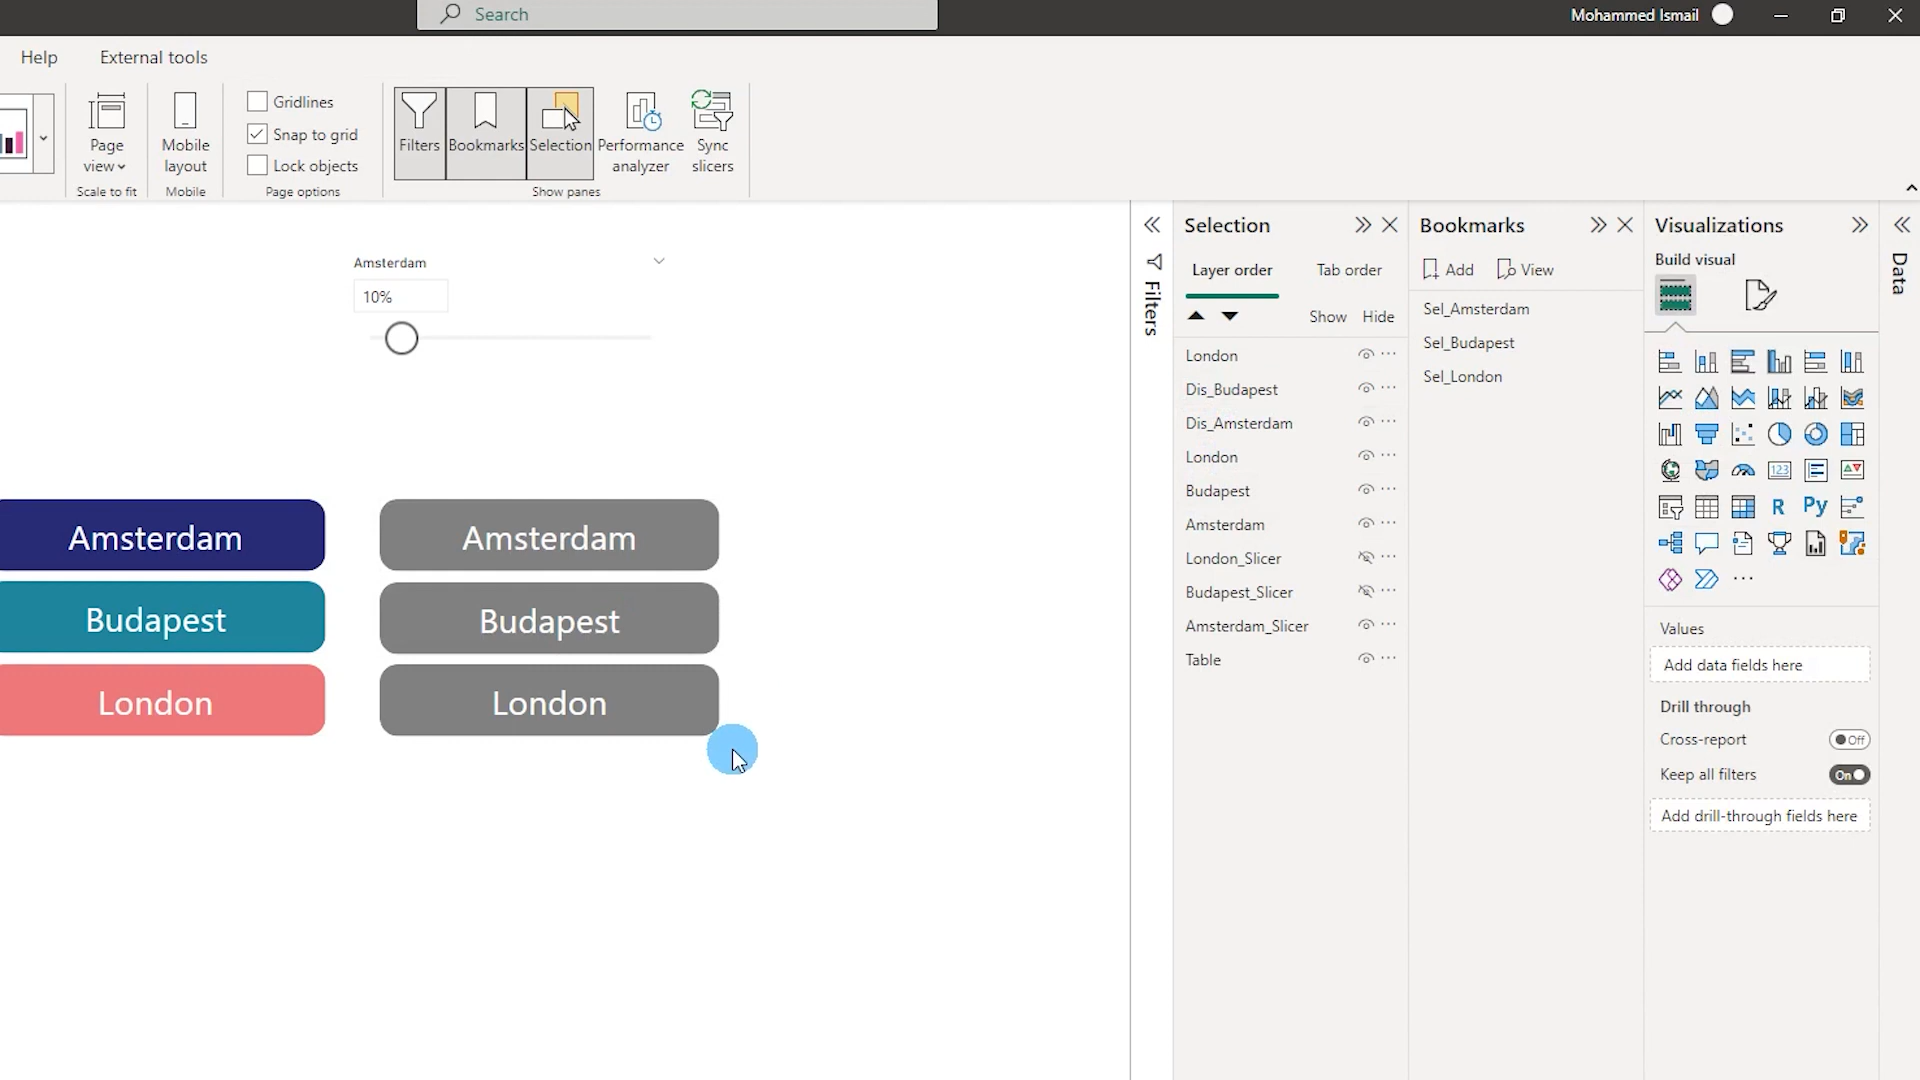 Search
Mohammed Ismail
Help
External tools
Page
view
Scale to fit
Mobile
layout
Mobile
Gridlines
Snap to grid
Lock objects
Page options
Filters
Bookmarks
Selection
Performance
analyzer
Sync
slicers
Show panes
Amsterdam
10%
Amsterdam
Budapest
London
Amsterdam
Budapest
London
Filters
Selection
Layer order
Tab order
Show
Hide
London
Dis_Budapest
Dis_Amsterdam
London
Budapest
Amsterdam
London_Slicer
Budapest_Slicer
Amsterdam_Slicer
Table
Bookmarks
Add
View
Sel_Amsterdam
Sel_Budapest
Sel_London
Visualizations
Build visual
123
R
Py
Values
Add data fields here
Drill through
Cross-report
Off
Keep all filters
On
Add drill-through fields here
Data